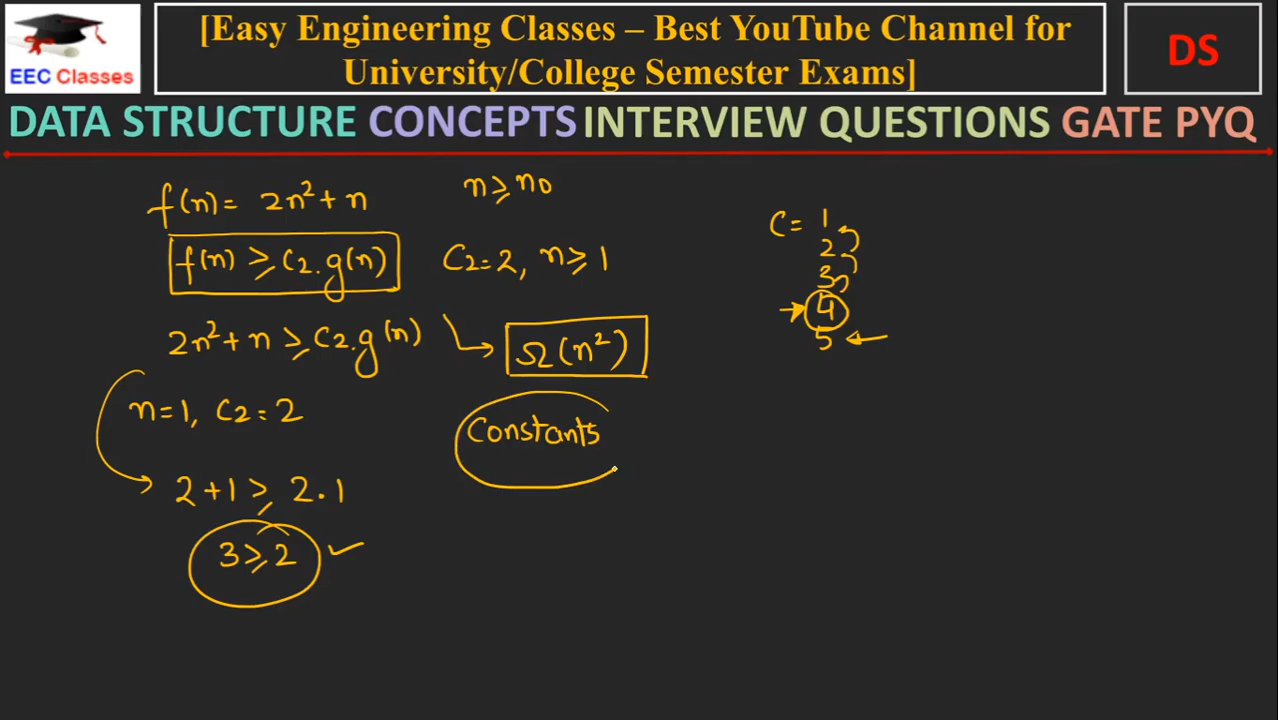 [Easy Engineering Classes – Best YouTube Channel for
University/College Semester Exams]
EEC Classes
DS
DATA STRUCTURE CONCEPTS INTERVIEW QUESTIONS GATE PYQ
f(n) = 2n² + n
n ≥ n0
f(n) ≥ C2.g(n)
C2 = 2, n ≥ 1
2n² + n ≥ C2.g(n)
Ω(n²)
n = 1, C2 = 2
Constants
2 + 1 ≥ 2.1
3 ≥ 2 ✓
C = 1
2
3
4
5